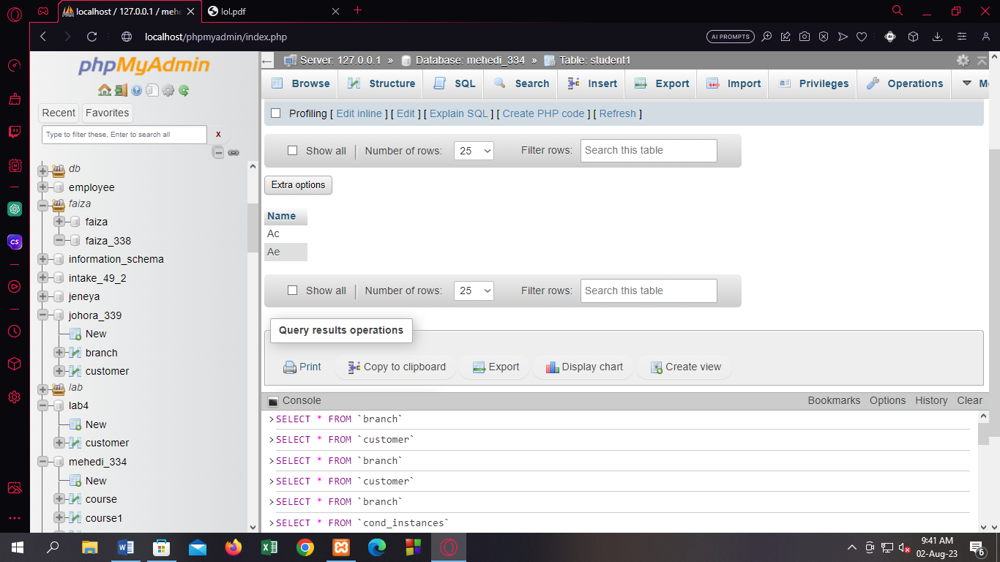 localhost / 127.0.0.1 / mehe
lol.pdf
localhost/phpmyadmin/index.php
AI PROMPTS
phpMyAdmin
Recent
Favorites
Type to filter these, Enter to search all
x
db
employee
faiza
faiza
faiza_338
information_schema
intake_49_2
jeneya
johora_339
New
branch
customer
lab
lab4
New
customer
mehedi_334
New
course
course1
Server: 127.0.0.1 » Database: mehedi_334 » Table: student1
Browse
Structure
SQL
Search
Insert
Export
Import
Privileges
Operations
Mo
Profiling [ Edit inline ] [ Edit ] [ Explain SQL ] [ Create PHP code ] [ Refresh ]
Show all | Number of rows: 25 Filter rows: Search this table
Extra options
Name
Ac
Ae
Show all | Number of rows: 25 Filter rows: Search this table
Query results operations
Print
Copy to clipboard
Export
Display chart
Create view
Console
Bookmarks Options History Clear
>SELECT * FROM `branch`
>SELECT * FROM `customer`
>SELECT * FROM `branch`
>SELECT * FROM `customer`
>SELECT * FROM `branch`
>SELECT * FROM `cond_instances`
CS
9:41 AM
02-Aug-23
6